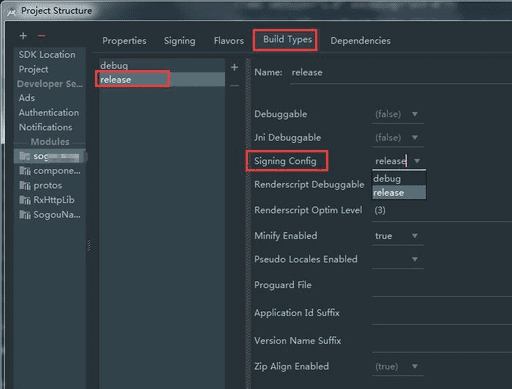 Project Structure
Properties
Signing
Flavors
Build Types
Dependencies
SDK Location
Project
Developer Se...
Ads
Authentication
Notifications
Modules
componen...
protos
RxHttpLib
SogouNa...
debug
release
Name: release
Debuggable (false)
Jni Debuggable (false)
Signing Config release
debug
release
Renderscript Debuggable
Renderscript Optim Level (3)
Minify Enabled true
Pseudo Locales Enabled
Proguard File
Application Id Suffix
Version Name Suffix
Zip Align Enabled (true)